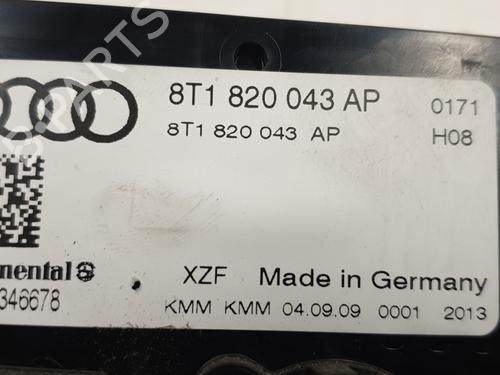 8T1 820 043 AP 0171
8T1 820 043 AP H08
nental
346678
XZF Made in Germany
KMM KMM 04.09.09 0001 2013